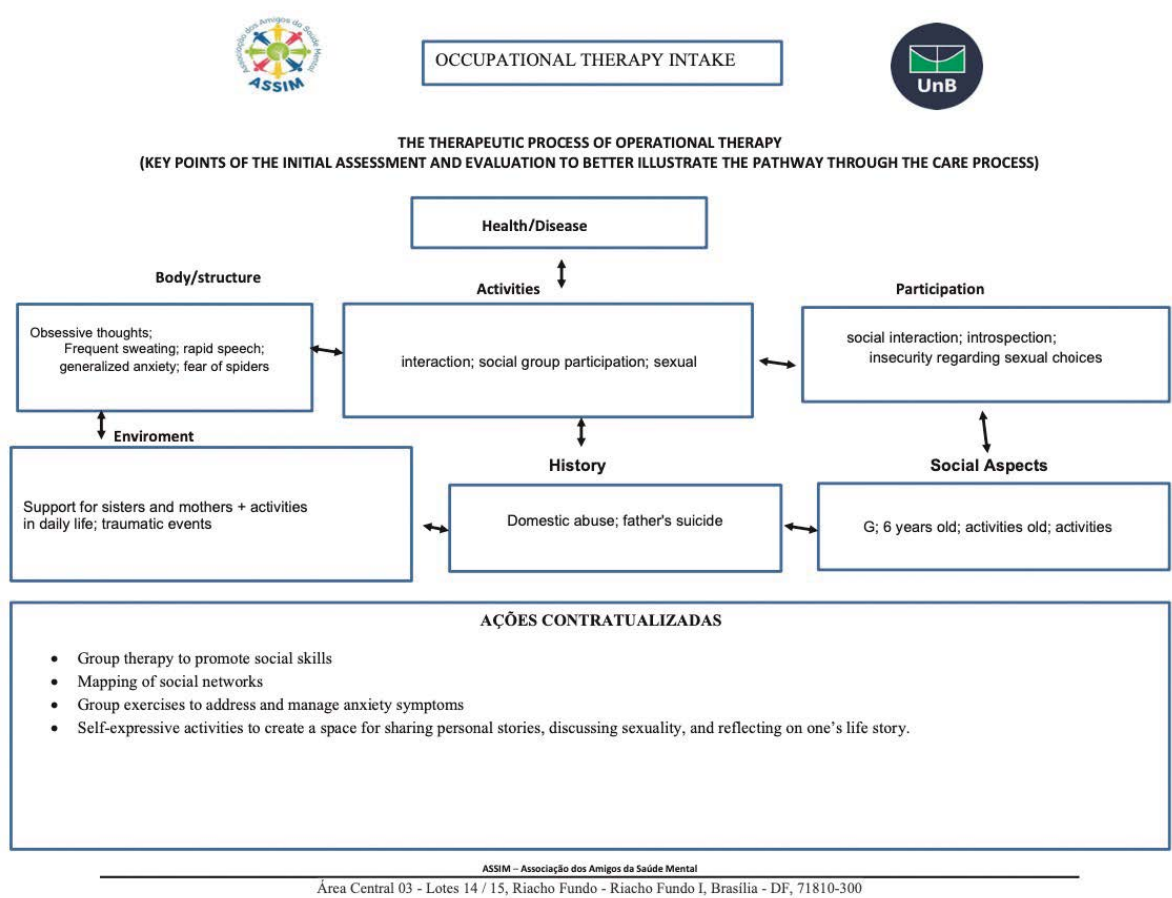 Associação dos Amigos da Saúde Mental
ASSIM
OCCUPATIONAL THERAPY INTAKE
UnB
THE THERAPEUTIC PROCESS OF OPERATIONAL THERAPY
(KEY POINTS OF THE INITIAL ASSESSMENT AND EVALUATION TO BETTER ILLUSTRATE THE PATHWAY THROUGH THE CARE PROCESS)
Health/Disease
Body/structure
Activities
Participation
Obsessive thoughts;
Frequent sweating; rapid speech;
generalized anxiety; fear of spiders
interaction; social group participation; sexual
social interaction; introspection;
insecurity regarding sexual choices
Enviroment
History
Social Aspects
Support for sisters and mothers + activities
in daily life; traumatic events
Domestic abuse; father's suicide
G; 6 years old; activities old; activities
AÇÕES CONTRATUALIZADAS
• Group therapy to promote social skills
• Mapping of social networks
• Group exercises to address and manage anxiety symptoms
• Self-expressive activities to create a space for sharing personal stories, discussing sexuality, and reflecting on one’s life story.
ASSIM – Associação dos Amigos da Saúde Mental
Área Central 03 - Lotes 14 / 15, Riacho Fundo - Riacho Fundo I, Brasília - DF, 71810-300